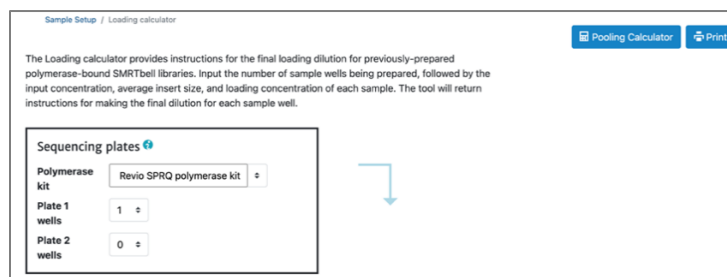 Sample Setup / Loading calculator
Pooling Calculator
Print
The Loading calculator provides instructions for the final loading dilution for previously-prepared
polymerase-bound SMRTbell libraries. Input the number of sample wells being prepared, followed by the
input concentration, average insert size, and loading concentration of each sample. The tool will return
instructions for making the final dilution for each sample well.
Sequencing plates
Polymerase
kit
Revio SPRQ polymerase kit
Plate 1
wells
1
Plate 2
wells
0